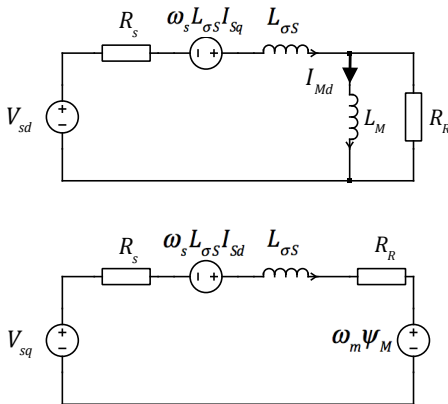 R_s
ω_s L_σS I_Sq
L_σS
I_Md
V_sd
+
−
− +
L_M
R_R
R_s
ω_s L_σS I_Sd
L_σS
R_R
V_sq
+
−
− +
ω_m ψ_M
+
−